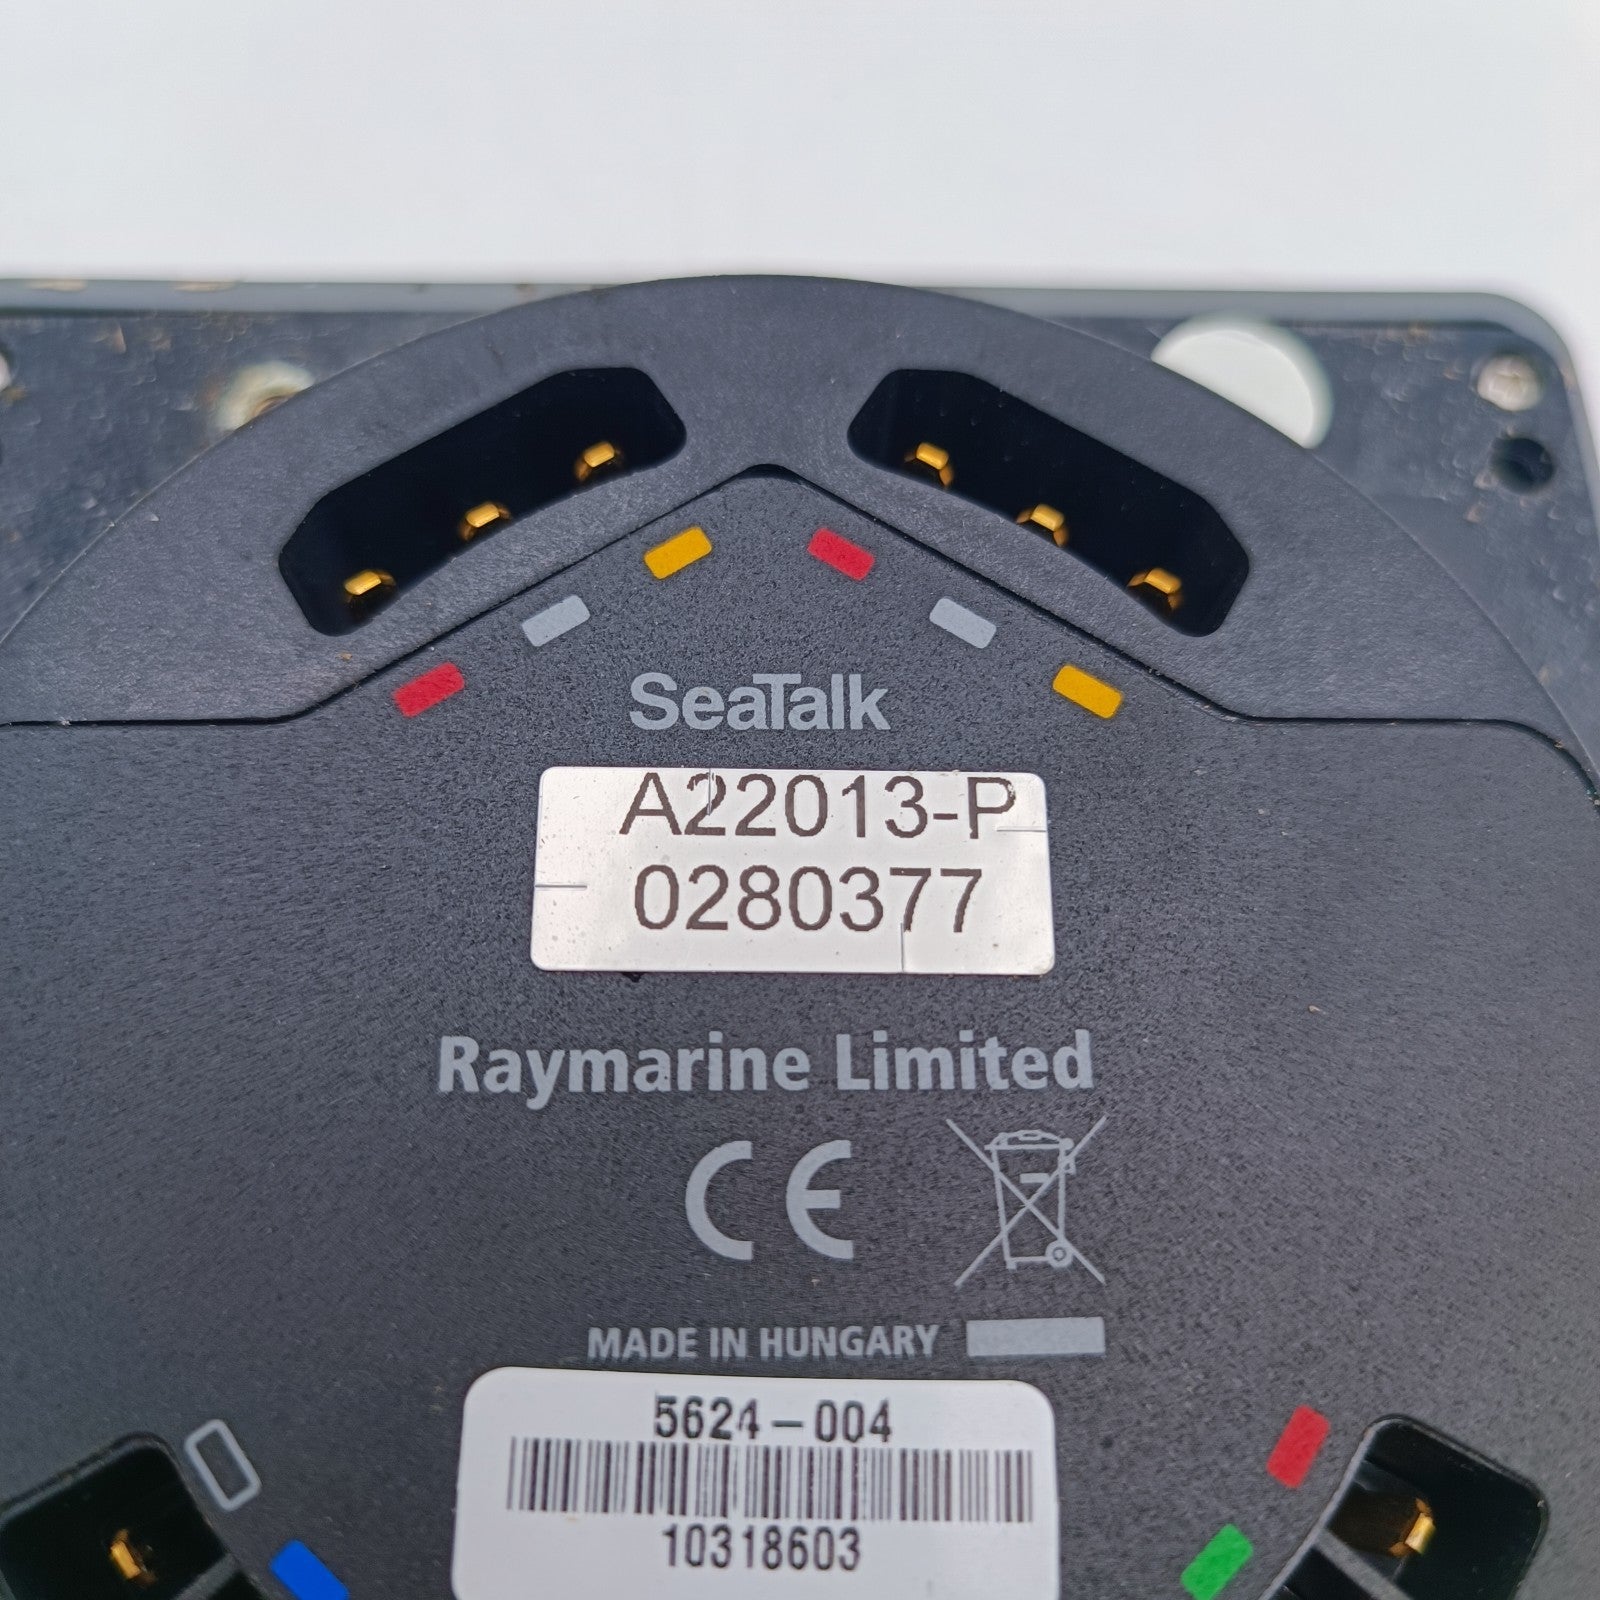 SeaTalk
A22013-P
0280377
Raymarine Limited
CE
MADE IN HUNGARY
5624-004
10318603